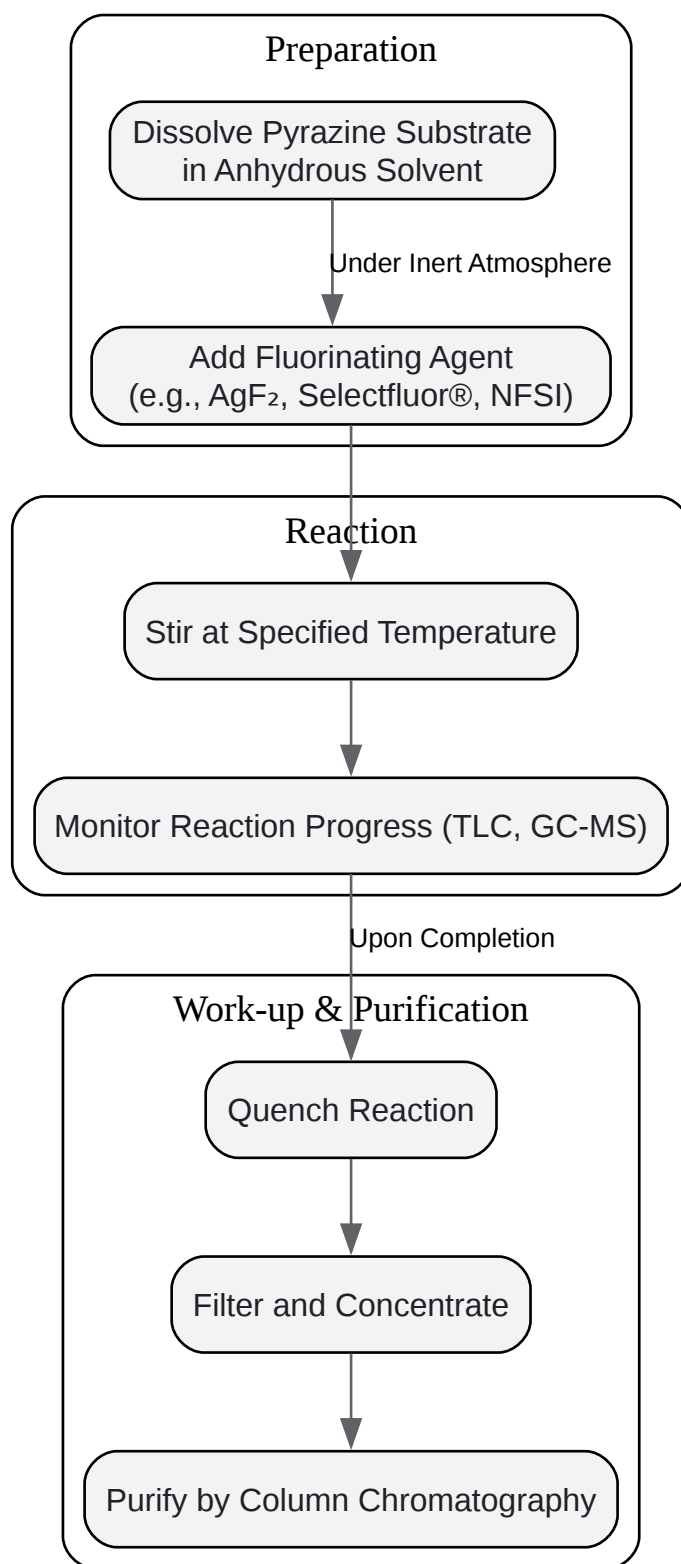 Preparation
Dissolve Pyrazine Substrate
in Anhydrous Solvent
Under Inert Atmosphere
Add Fluorinating Agent
(e.g., AgF₂, Selectfluor®, NFSI)
Reaction
Stir at Specified Temperature
Monitor Reaction Progress (TLC, GC-MS)
Upon Completion
Work-up & Purification
Quench Reaction
Filter and Concentrate
Purify by Column Chromatography